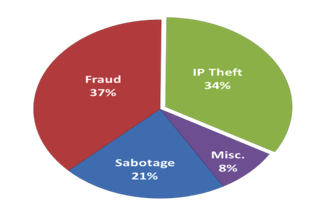 Fraud
37%
IP Theft
34%
Sabotage
21%
Misc.
8%